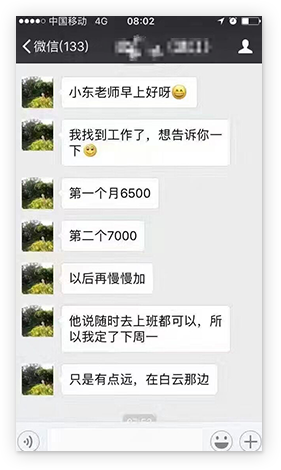 中国移动 4G 08:02
微信(133)
小东老师早上好呀😄
我找到工作了，想告诉你一
下🙂
第一个月6500
第二个7000
以后再慢慢加
他说随时去上班都可以，所
以我定了下周一
只是有点远，在白云那边